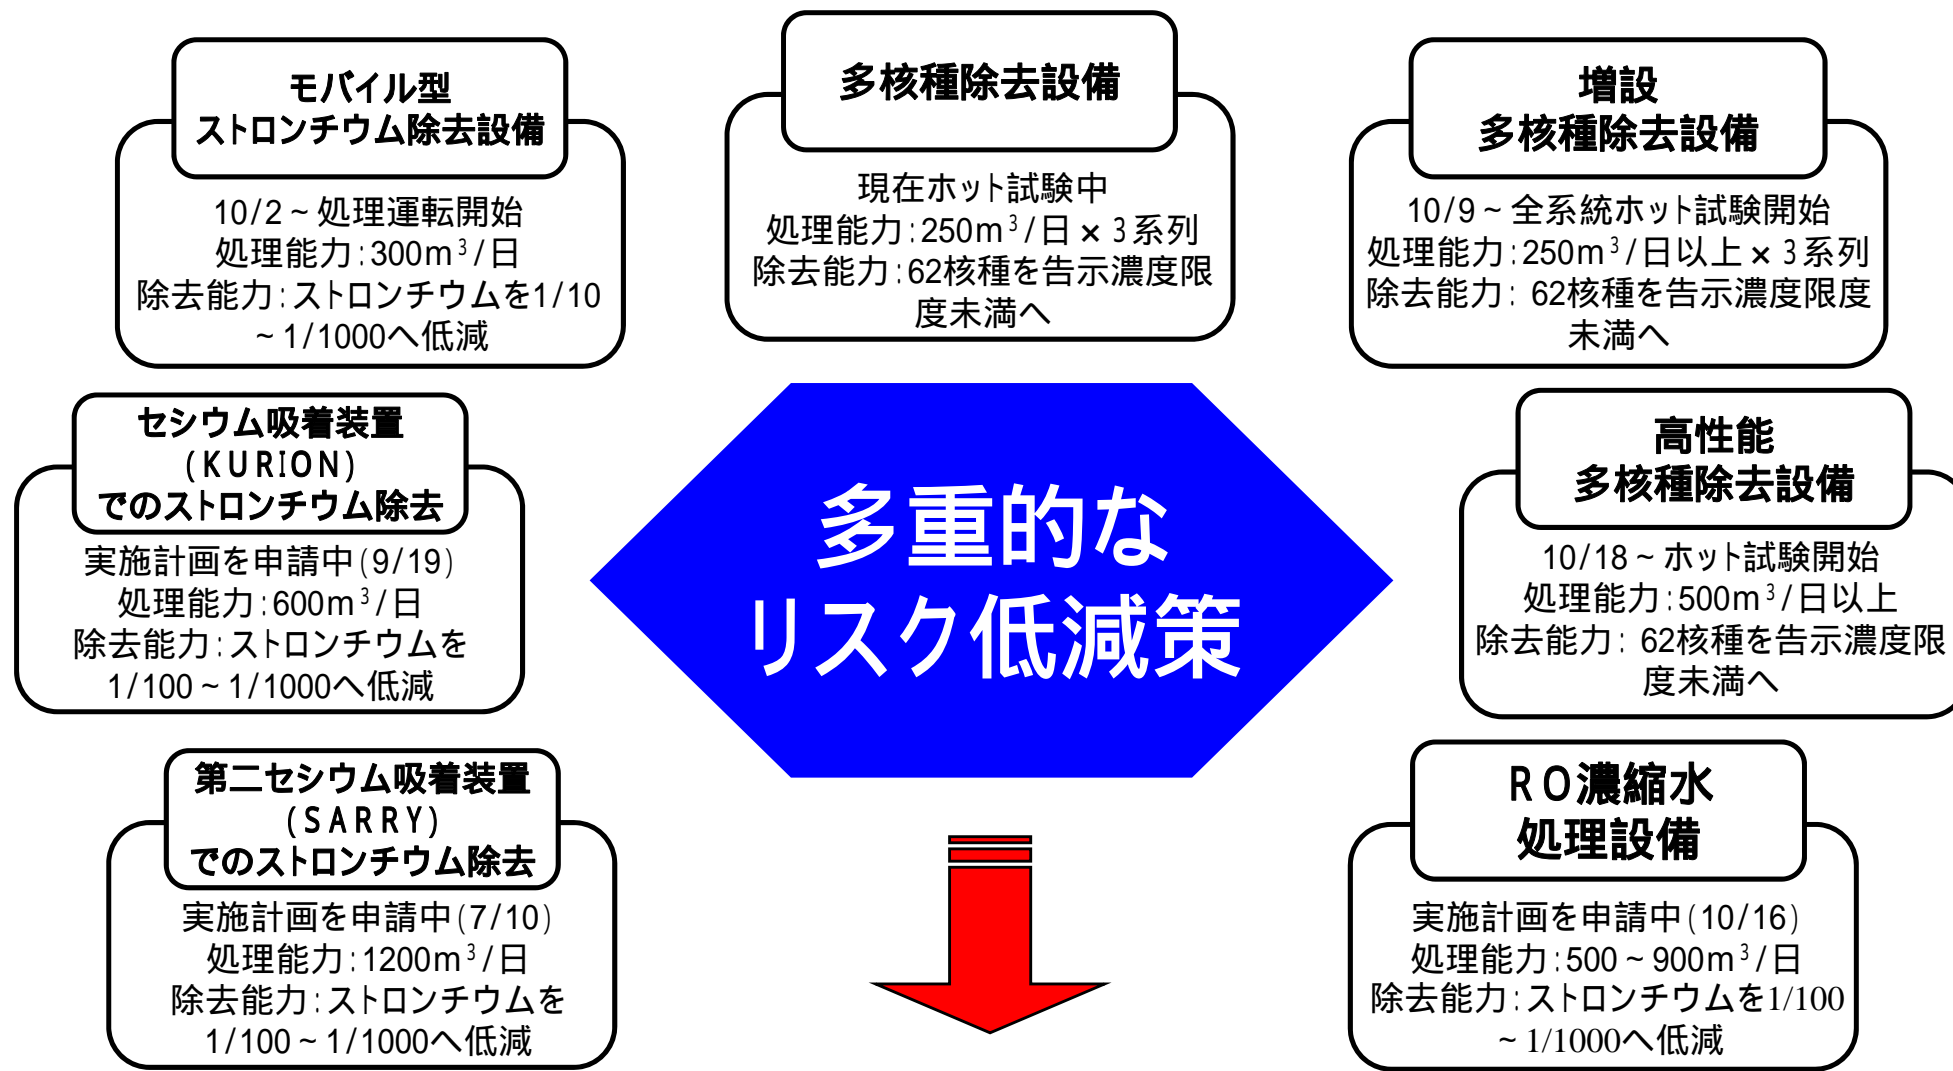 モバイル型
ストロンチウム除去設備
10/2~処理運転開始
処理能力:300m³/日
除去能力:ストロンチウムを1/10
~1/1000へ低減
多核種除去設備
現在ホット試験中
処理能力:250m³/日×3系列
除去能力:62核種を告示濃度限
度未満へ
増設
多核種除去設備
10/9~全系統ホット試験開始
処理能力:250m³/日以上×3系列
除去能力: 62核種を告示濃度限度
未満へ
セシウム吸着装置
(KURION)
でのストロンチウム除去
実施計画を申請中(9/19)
処理能力:600m³/日
除去能力:ストロンチウムを
1/100~1/1000へ低減
多重的な
リスク低減策
高性能
多核種除去設備
10/18~ホット試験開始
処理能力:500m³/日以上
除去能力: 62核種を告示濃度限
度未満へ
第二セシウム吸着装置
(SARRY)
でのストロンチウム除去
実施計画を申請中(7/10)
処理能力:1200m³/日
除去能力:ストロンチウムを
1/100~1/1000へ低減
RO濃縮水
処理設備
実施計画を申請中(10/16)
処理能力:500~900m³/日
除去能力:ストロンチウムを1/100
~1/1000へ低減